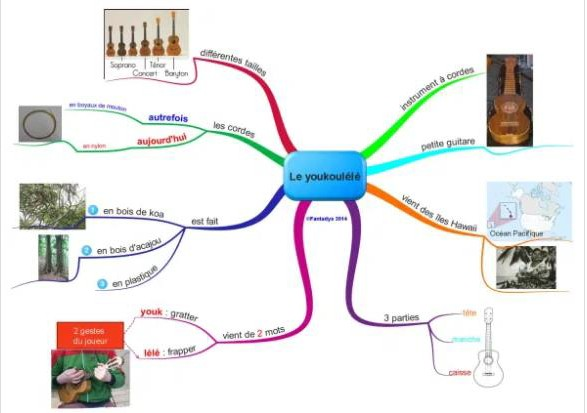 Le youkoulélé
©Fantadys 2014
différentes tailles
Soprano Ténor
Concert Baryton
instrument à cordes
petite guitare
vient des îles Hawaii
Océan Pacifique
3 parties
tête
manche
caisse
vient de 2 mots
youk : gratter
lélé : frapper
2 gestes
du joueur
est fait
1 en bois de koa
2 en bois d'acajou
3 en plastique
les cordes
autrefois
en boyaux de mouton
aujourd'hui
en nylon